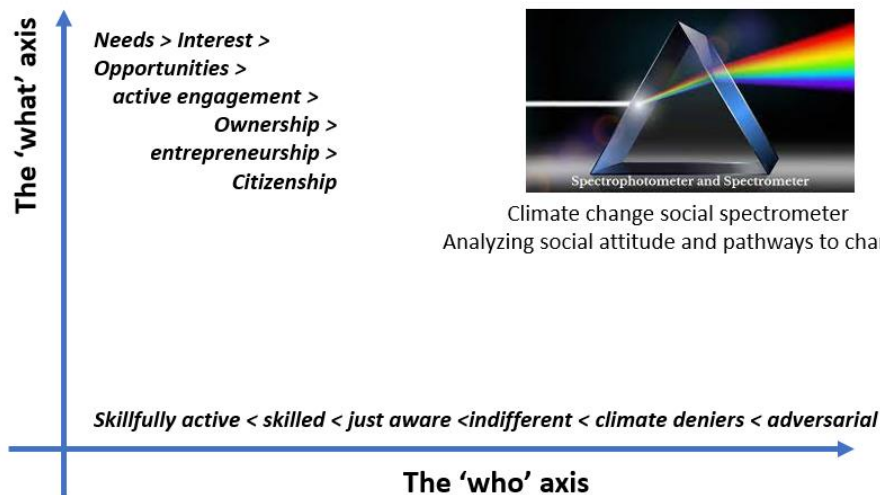 The 'what' axis
Needs > Interest >
Opportunities >
active engagement >
Ownership >
entrepreneurship >
Citizenship
Spectrophotometer and Spectrometer
Climate change social spectrometer
Analyzing social attitude and pathways to
Skillfully active < skilled < just aware <indifferent < climate deniers < adversarial
The 'who' axis